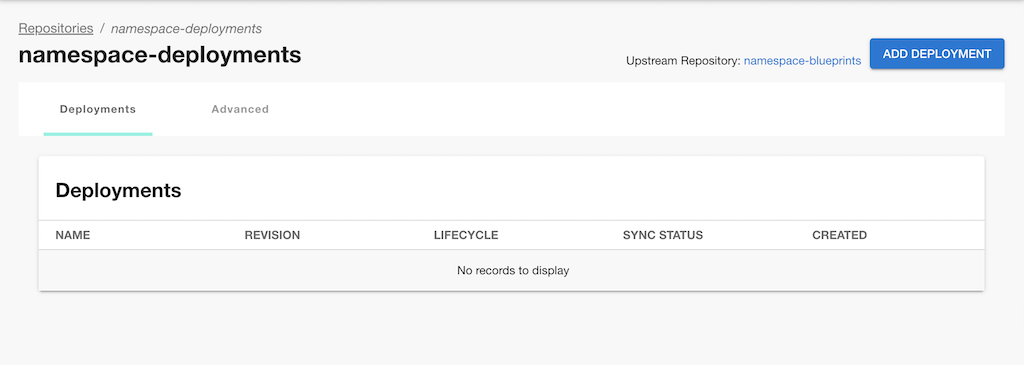 Repositories / namespace-deployments
namespace-deployments
Upstream Repository: namespace-blueprints
ADD DEPLOYMENT
Deployments Advanced
Deployments
NAME REVISION LIFECYCLE SYNC STATUS CREATED
No records to display